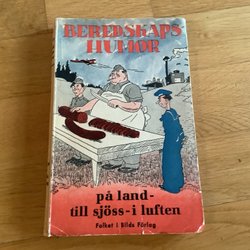 BEREDSKAPS
HUMOR
på land-
till sjöss-i luften
Folket i Bilds Förlag